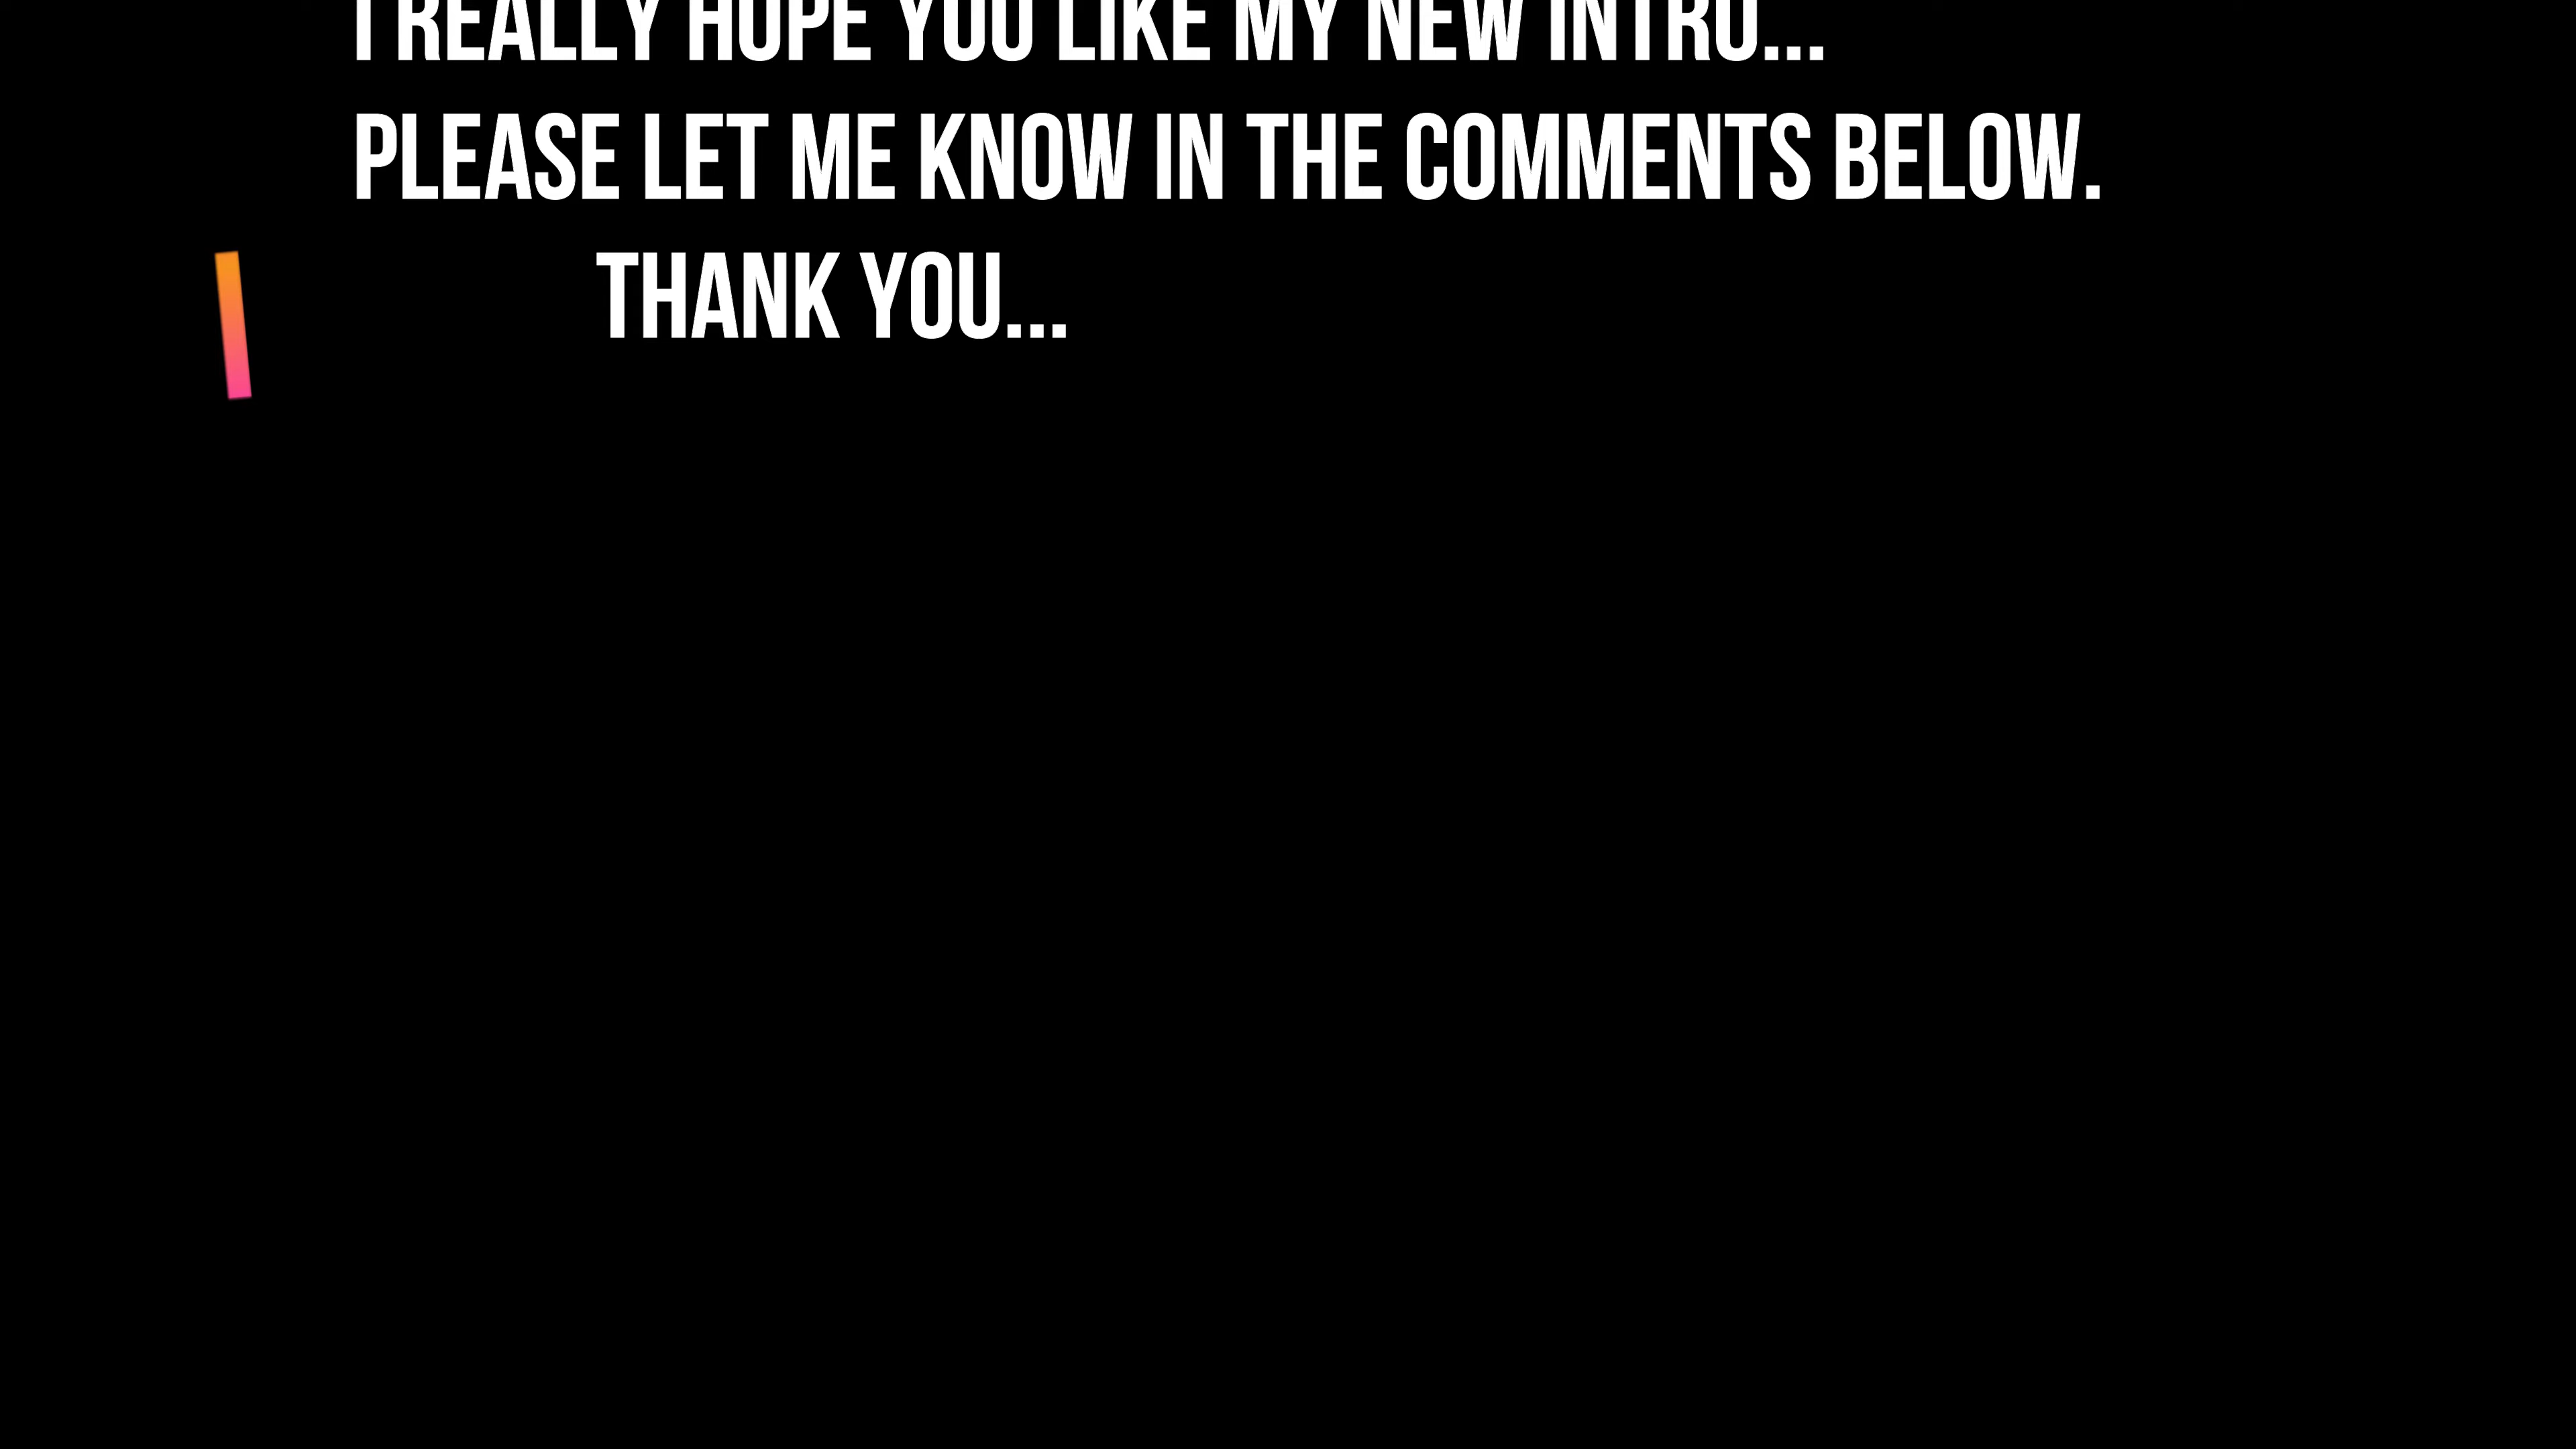 I REALLY HOPE YOU LIKE MY NEW INTRO...
PLEASE LET ME KNOW IN THE COMMENTS BELOW.
THANK YOU...